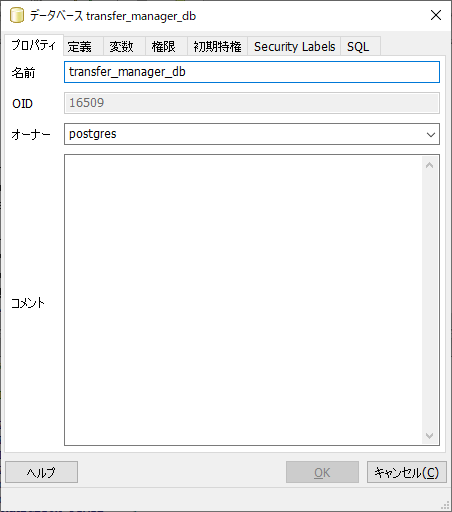 データベース transfer_manager_db
プロパティ 定義 変数 権限 初期特権 Security Labels SQL
名前 transfer_manager_db
OID 16509
オーナー postgres
コメント
ヘルプ OK キャンセル(C)